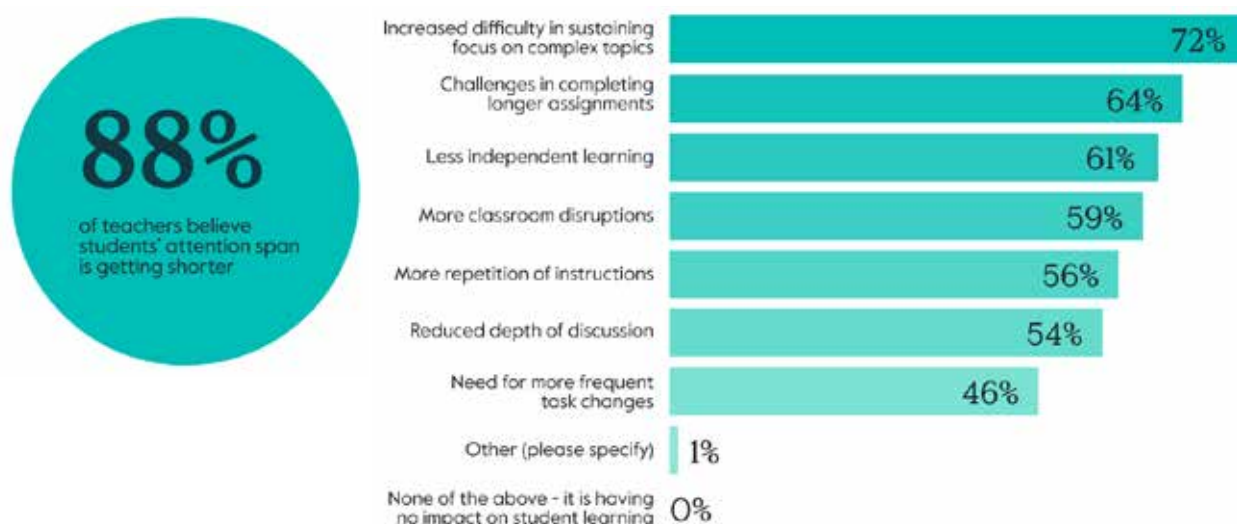 88%
of teachers believe
students' attention span
is getting shorter
Increased difficulty in sustaining
focus on complex topics
72%
Challenges in completing
longer assignments
64%
Less independent learning
61%
More classroom disruptions
59%
More repetition of instructions
56%
Reduced depth of discussion
54%
Need for more frequent
task changes
46%
Other (please specify)
1%
None of the above - it is having
no impact on student learning
0%